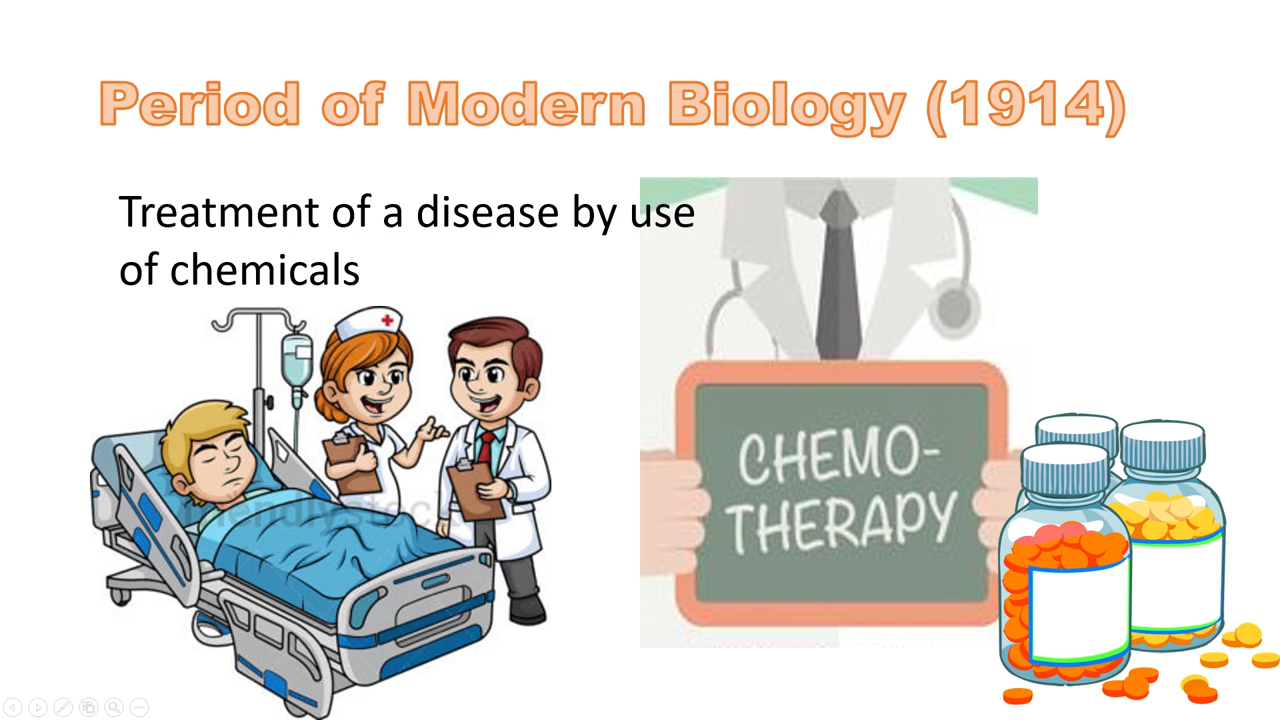 Period of Modern Biology (1914)
Treatment of a disease by use
of chemicals
CHEMO-
THERAPY